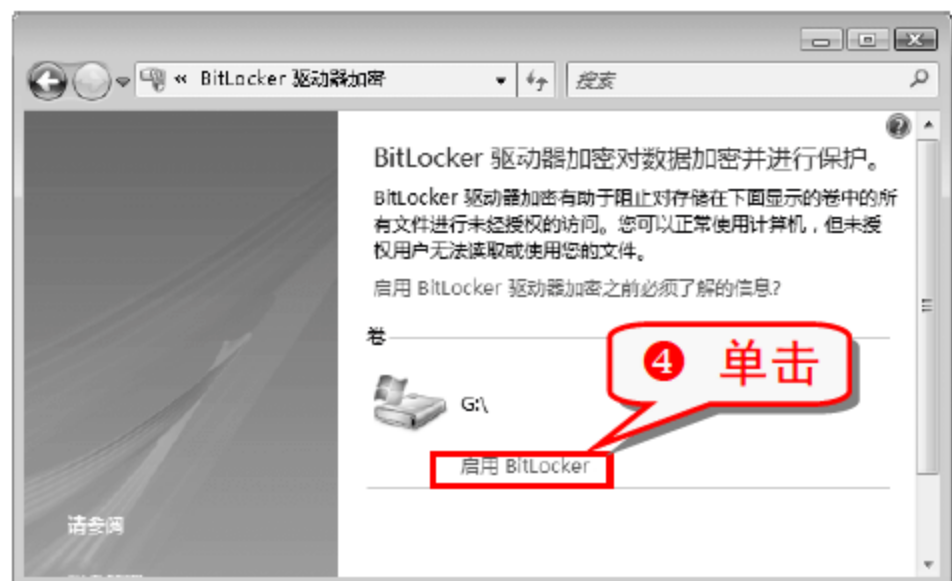 « BitLocker 驱动器加密
搜索
BitLocker 驱动器加密对数据加密并进行保护。
BitLocker 驱动器加密有助于阻止对存储在下面显示的卷中的所
有文件进行未经授权的访问。您可以正常使用计算机，但未授
权用户无法读取或使用您的文件。
启用 BitLocker 驱动器加密之前必须了解的信息?
卷
❹ 单击
G:\
启用 BitLocker
请参阅